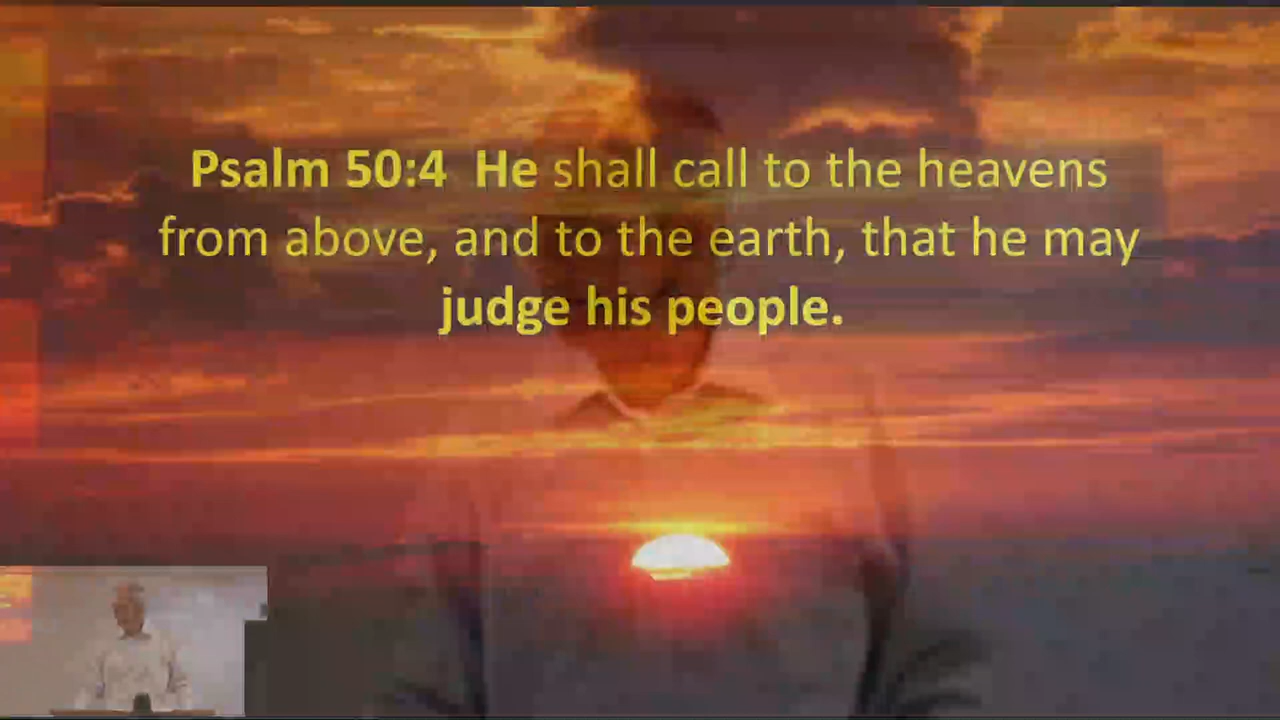 Psalm 50:4 He shall call to the heavens
from above, and to the earth, that he may
judge his people.